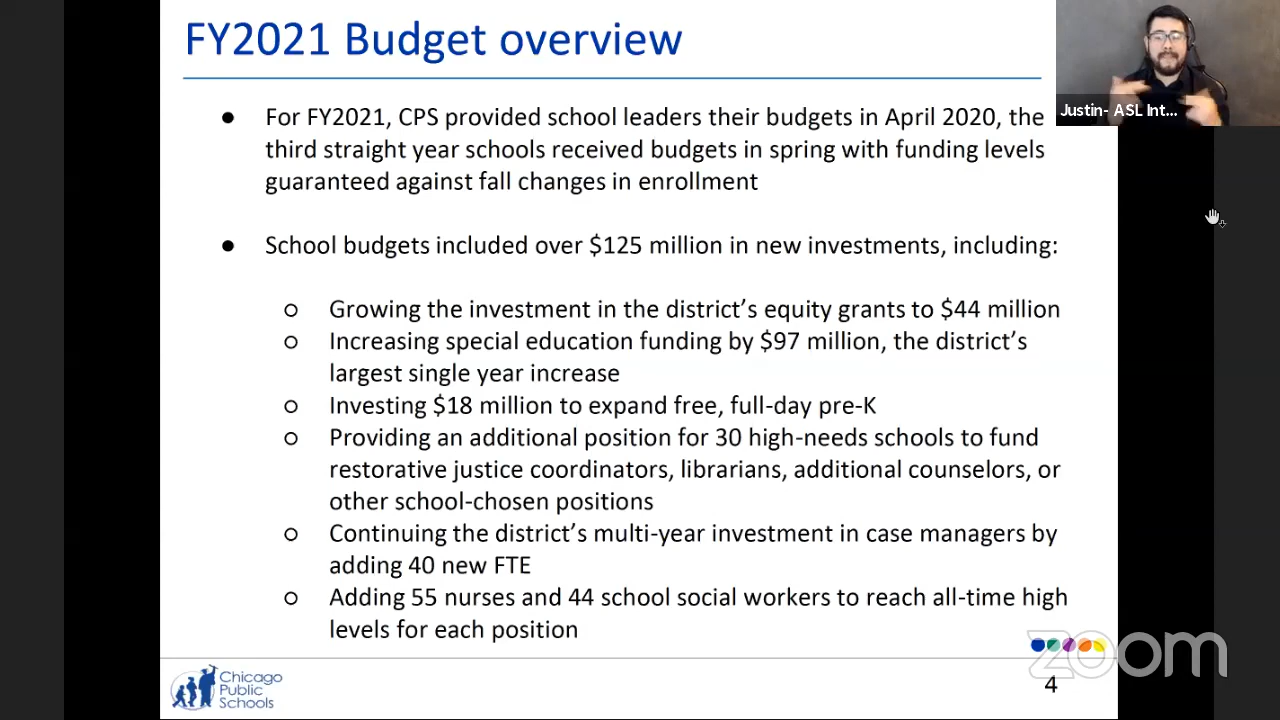 FY2021 Budget overview
Justin- ASL Int...
● For FY2021, CPS provided school leaders their budgets in April 2020, the
third straight year schools received budgets in spring with funding levels
guaranteed against fall changes in enrollment
● School budgets included over $125 million in new investments, including:
○ Growing the investment in the district’s equity grants to $44 million
○ Increasing special education funding by $97 million, the district’s
largest single year increase
○ Investing $18 million to expand free, full-day pre-K
○ Providing an additional position for 30 high-needs schools to fund
restorative justice coordinators, librarians, additional counselors, or
other school-chosen positions
○ Continuing the district’s multi-year investment in case managers by
adding 40 new FTE
○ Adding 55 nurses and 44 school social workers to reach all-time high
levels for each position
zoom
Chicago
Public
Schools
4